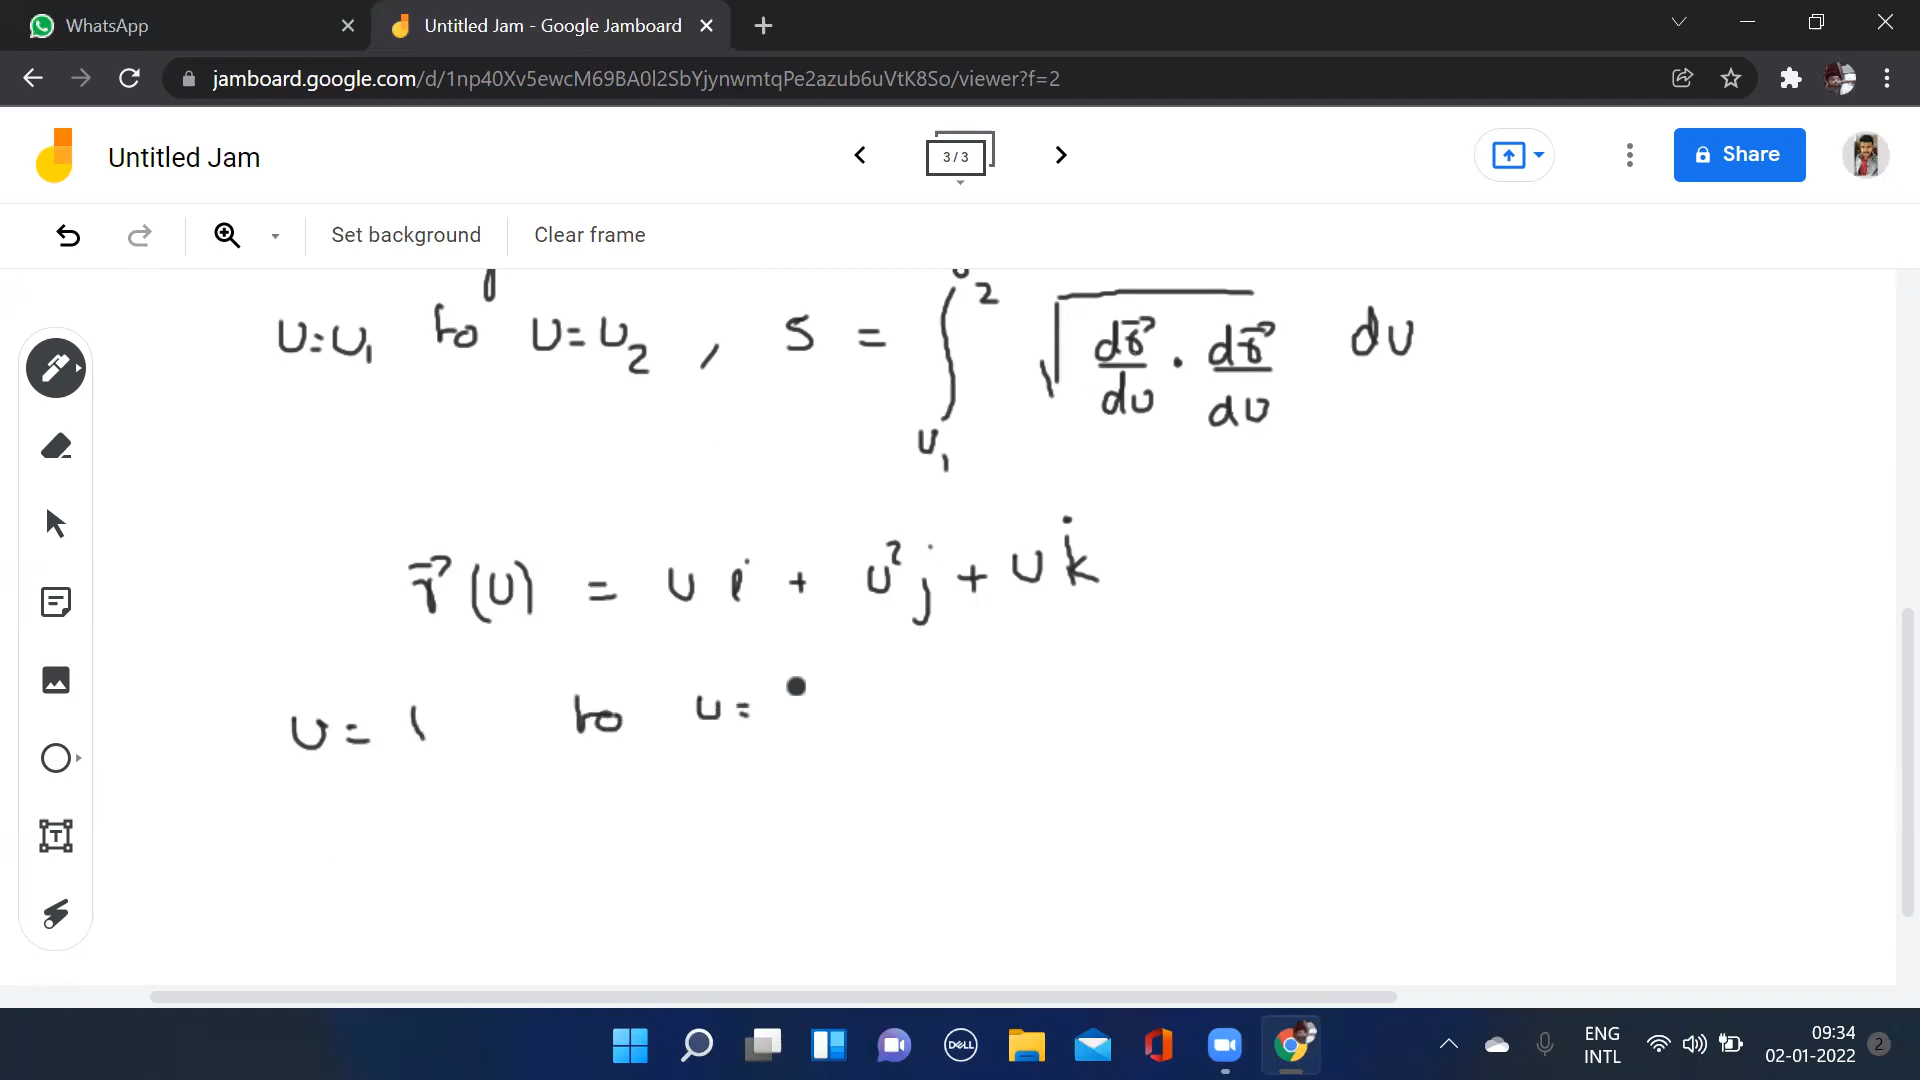 WhatsApp
Untitled Jam - Google Jamboard
jamboard.google.com/d/1np40Xv5ewcM69BA0l2SbYjynwmtqPe2azub6uVtK8So/viewer?f=2
Untitled Jam
3 / 3
Share
Set background
Clear frame
u=u₁ to u=u₂ , s = ∫ᵤ₁ᵘ² √(dr⃗/du · dr⃗/du) du
r⃗(u) = u i + u² j + u k
u = 1 to u =
T
DELL
ENG
INTL
09:34
02-01-2022
2